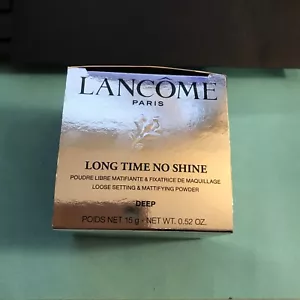 LANCÔME
PARIS
LONG TIME NO SHINE
POUDRE LIBRE MATIFIANTE & FIXATRICE DE MAQUILLAGE
LOOSE SETTING & MATTIFYING POWDER
DEEP
POIDS NET 15 g - NET WT. 0.52 OZ.